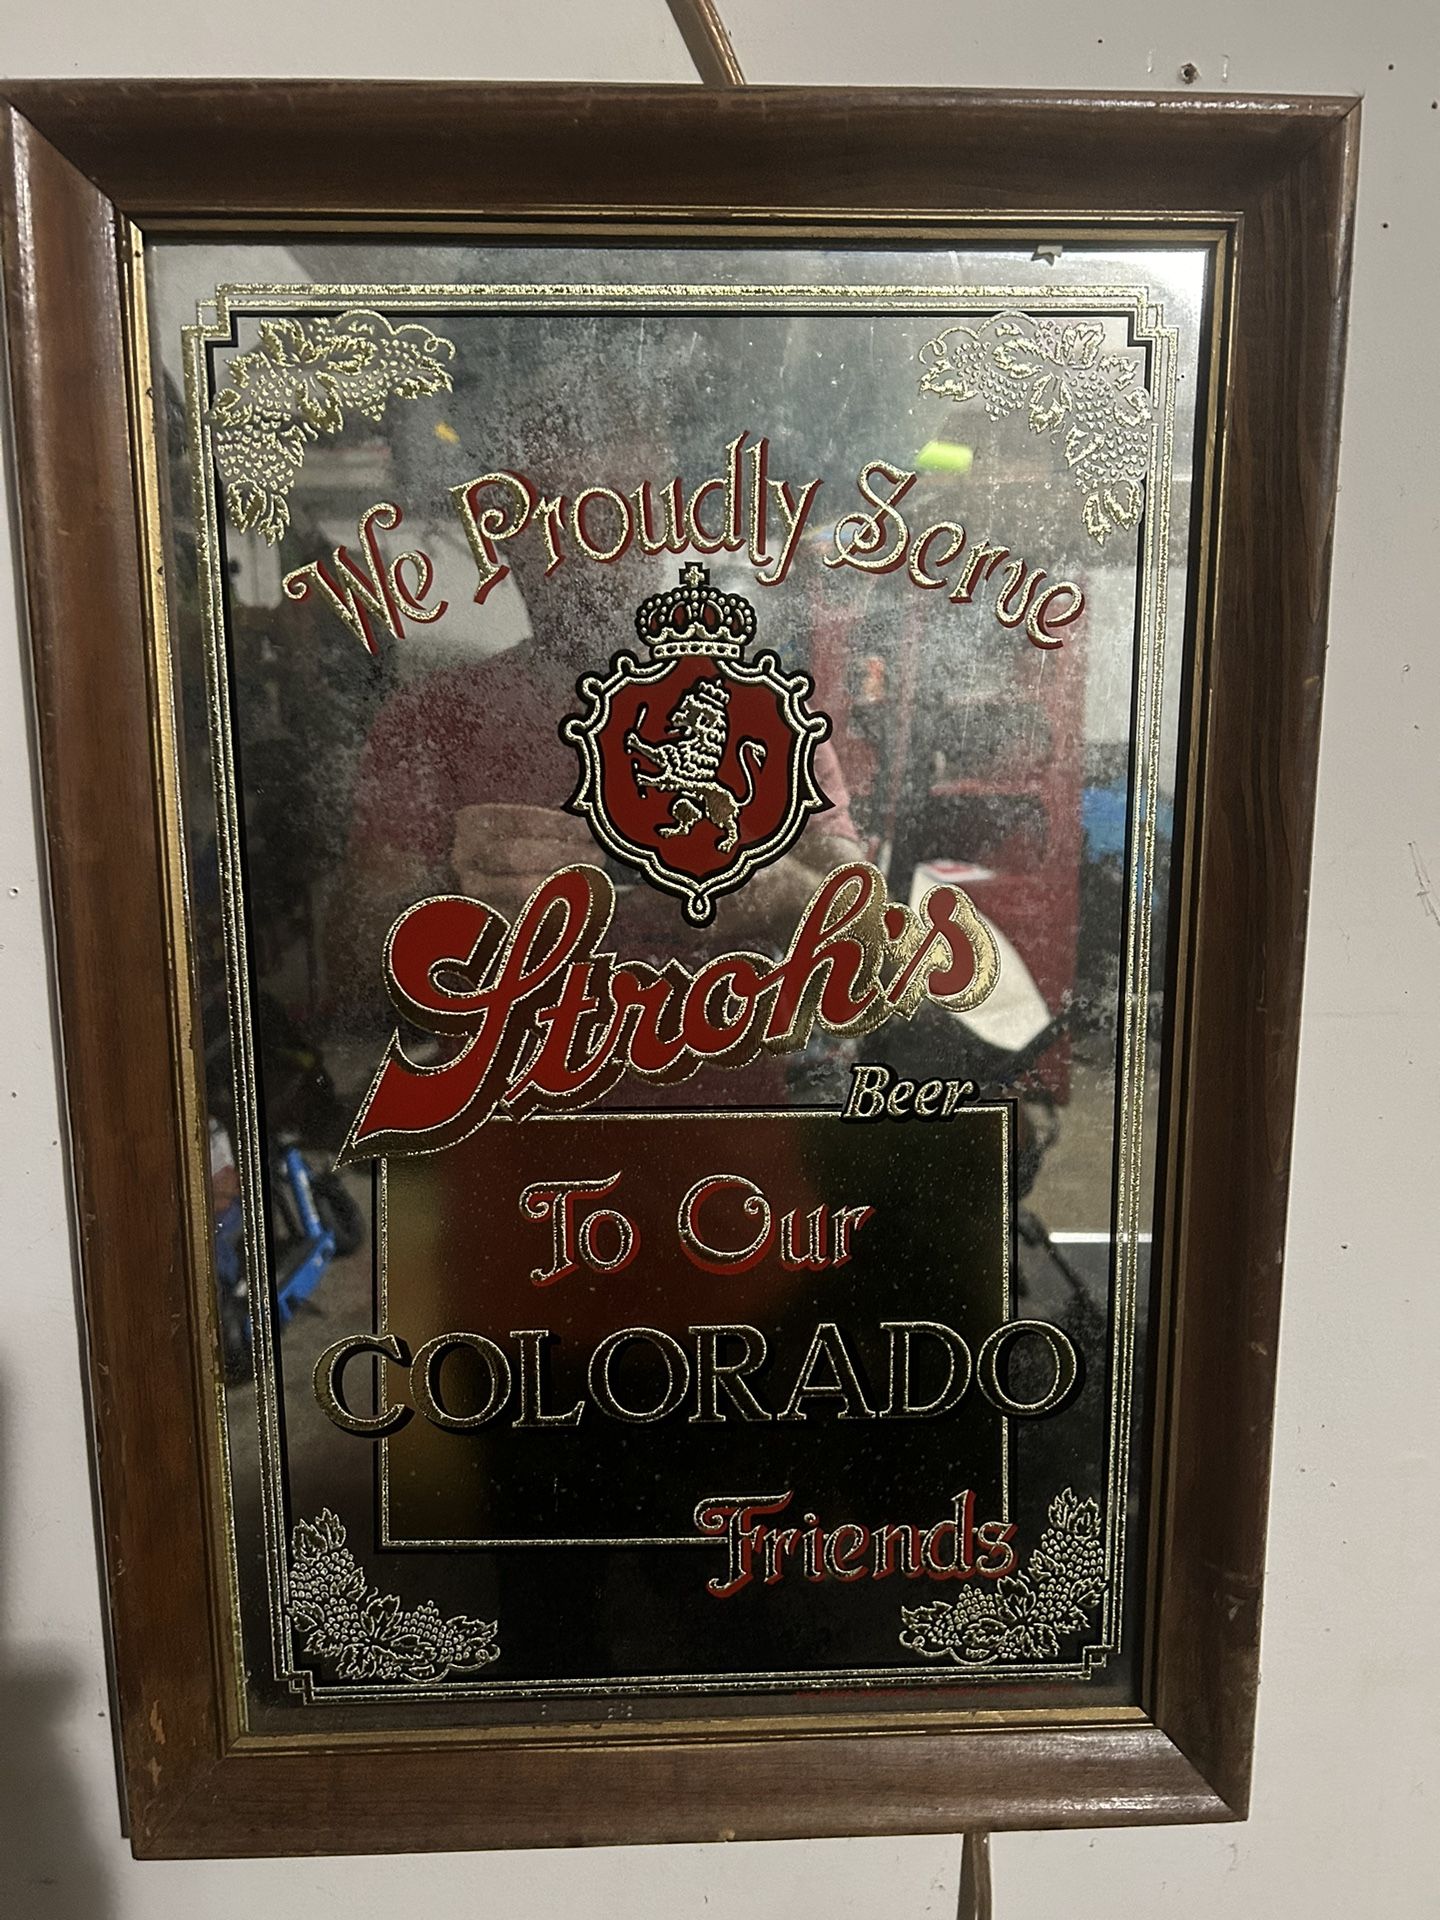 We Proudly Serve
Stroh's
Beer
To Our
COLORADO
Friends